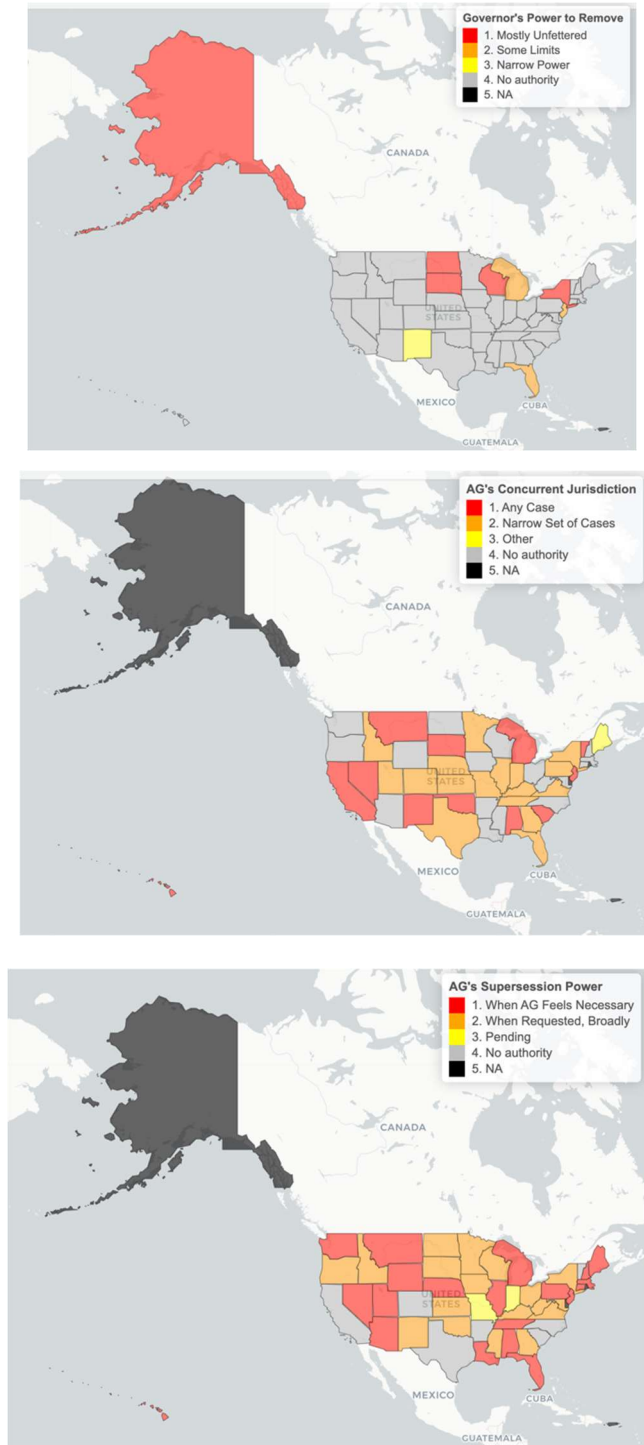 Governor's Power to Remove
1. Mostly Unfettered
2. Some Limits
3. Narrow Power
4. No authority
5. NA
CANADA
UNITED
STATES
MEXICO
CUBA
GUATEMALA
AG's Concurrent Jurisdiction
1. Any Case
2. Narrow Set of Cases
3. Other
4. No authority
5. NA
CANADA
UNITED
STATES
MEXICO
CUBA
GUATEMALA
AG's Supersession Power
1. When AG Feels Necessary
2. When Requested, Broadly
3. Pending
4. No authority
5. NA
CANADA
UNITED
STATES
MEXICO
CUBA
GUATEMALA